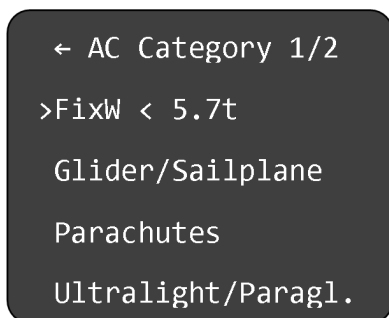 ← AC Category 1/2
>FixW < 5.7t
Glider/Sailplane
Parachutes
Ultralight/Paragl.